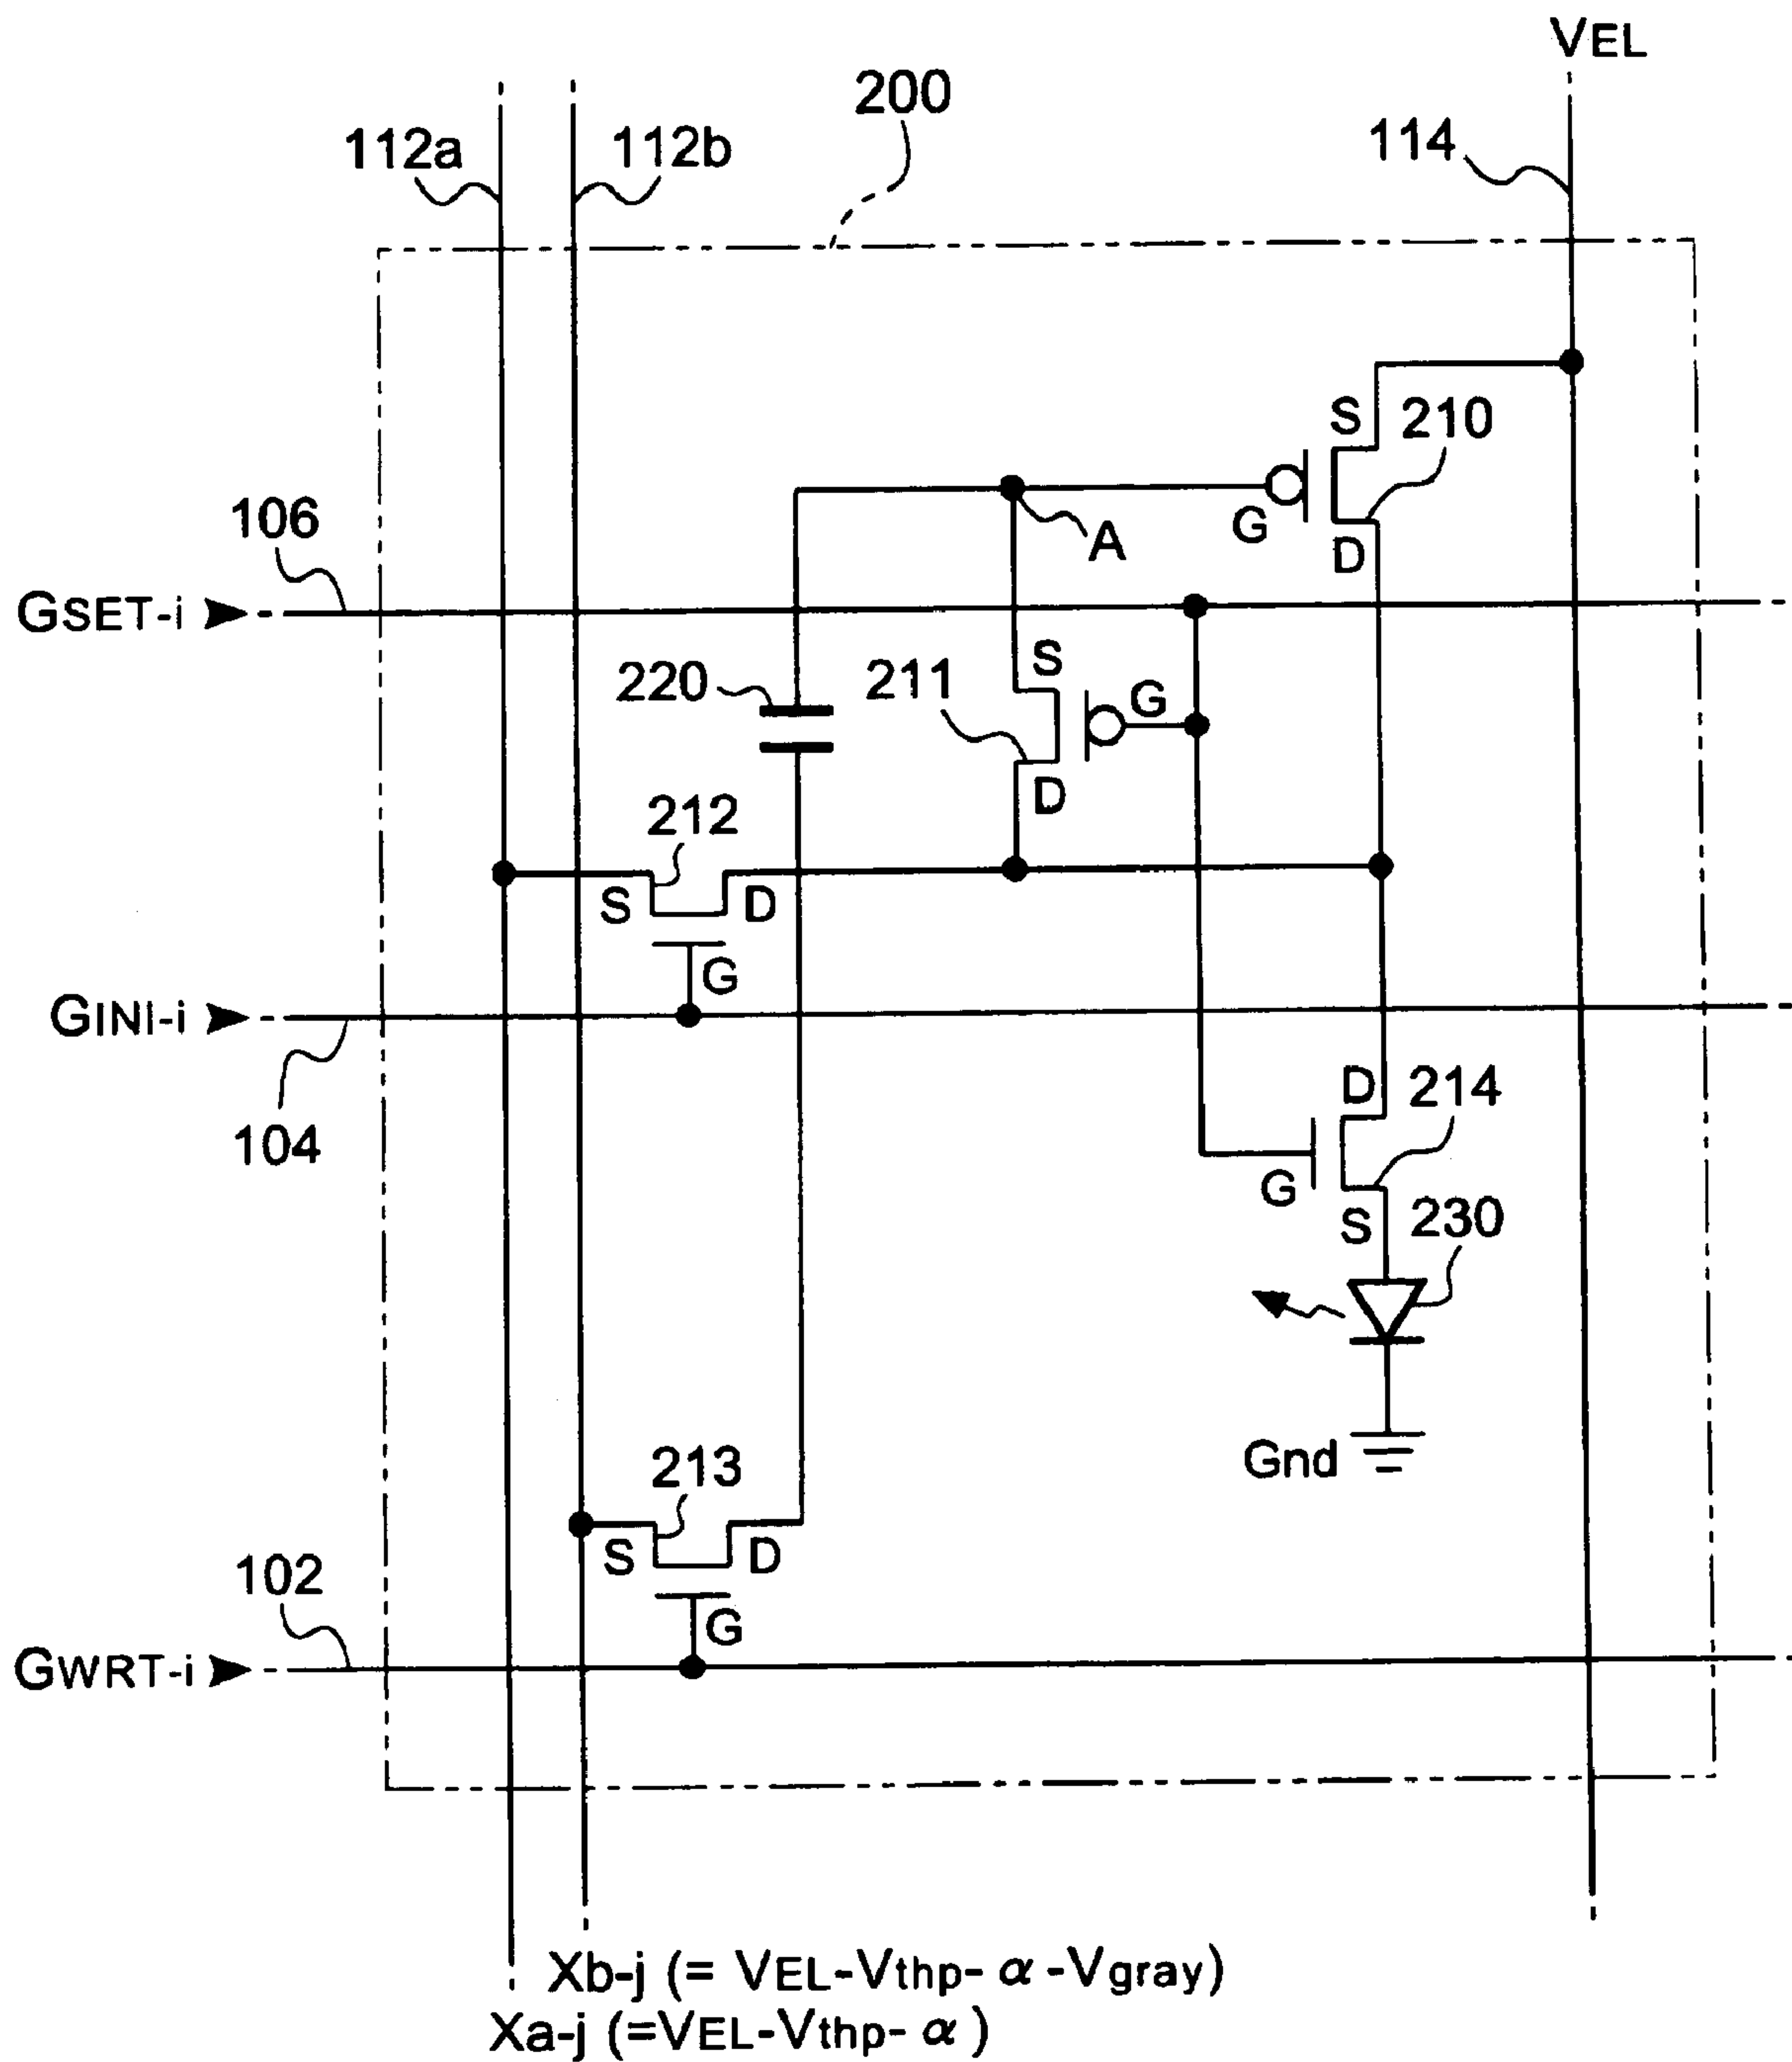 VEL
200
112a
112b
114
S
210
106
A
G
D
GSET-i
S
220
211
G
D
212
S
D
G
GINI-i
104
D
214
G
S
230
213
Gnd
S
D
102
G
GWRT-i
Xb-j (= VEL-Vthp- α -Vgray)
Xa-j (=VEL-Vthp- α )